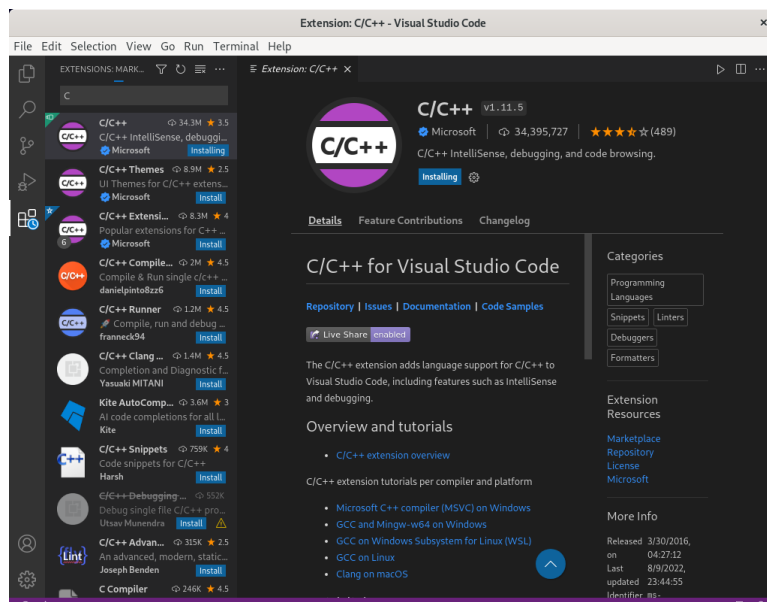 Extension: C/C++ - Visual Studio Code
File Edit Selection View Go Run Terminal Help
EXTENSIONS: MARK...
C
C/C++ 34.3M ★ 3.5
C/C++ IntelliSense, debuggi...
Microsoft Installing
C/C++ Themes 8.9M ★ 2.5
UI Themes for C/C++ extens...
Microsoft Install
C/C++ Extensi... 8.3M ★ 4
Popular extensions for C++ ...
6 Microsoft Install
C/C++ Compile... 2M ★ 4.5
Compile & Run single c/c++ ...
danielpinto8zz6 Install
C/C++ Runner 1.2M ★ 4.5
🚀 Compile, run and debug ...
franneck94 Install
C/C++ Clang ... 1.4M ★ 4.5
Completion and Diagnostic f...
Yasuaki MITANI Install
Kite AutoComp... 3.6M ★ 3
AI code completions for all l...
Kite Install
C/C++ Snippets 759K ★ 4
Code snippets for C/C++
Harsh Install
C/C++ Debugging ... 552K
Debug single file C/C++ pro...
Utsav Munendra Install
C/C++ Advan... 315K ★ 2.5
An advanced, modern, static...
Joseph Benden Install
C Compiler 246K ★ 4.5
C/C++
C/C++
C/C++
C/C++
C/C++
C++
{lint}
Extension: C/C++ ×
C/C++
C/C++ v1.11.5
Microsoft | 34,395,727 | ★★★★☆(489)
C/C++ IntelliSense, debugging, and code browsing.
Installing
Details Feature Contributions Changelog
C/C++ for Visual Studio Code
Repository | Issues | Documentation | Code Samples
Live Share enabled
The C/C++ extension adds language support for C/C++ to
Visual Studio Code, including features such as IntelliSense
and debugging.
Overview and tutorials
• C/C++ extension overview
C/C++ extension tutorials per compiler and platform
• Microsoft C++ compiler (MSVC) on Windows
• GCC and Mingw-w64 on Windows
• GCC on Windows Subsystem for Linux (WSL)
• GCC on Linux
• Clang on macOS
Categories
Programming
Languages
Snippets Linters
Debuggers
Formatters
Extension
Resources
Marketplace
Repository
License
Microsoft
More Info
Released 3/30/2016,
on 04:27:12
Last 8/9/2022,
updated 23:44:55
Identifier ms-